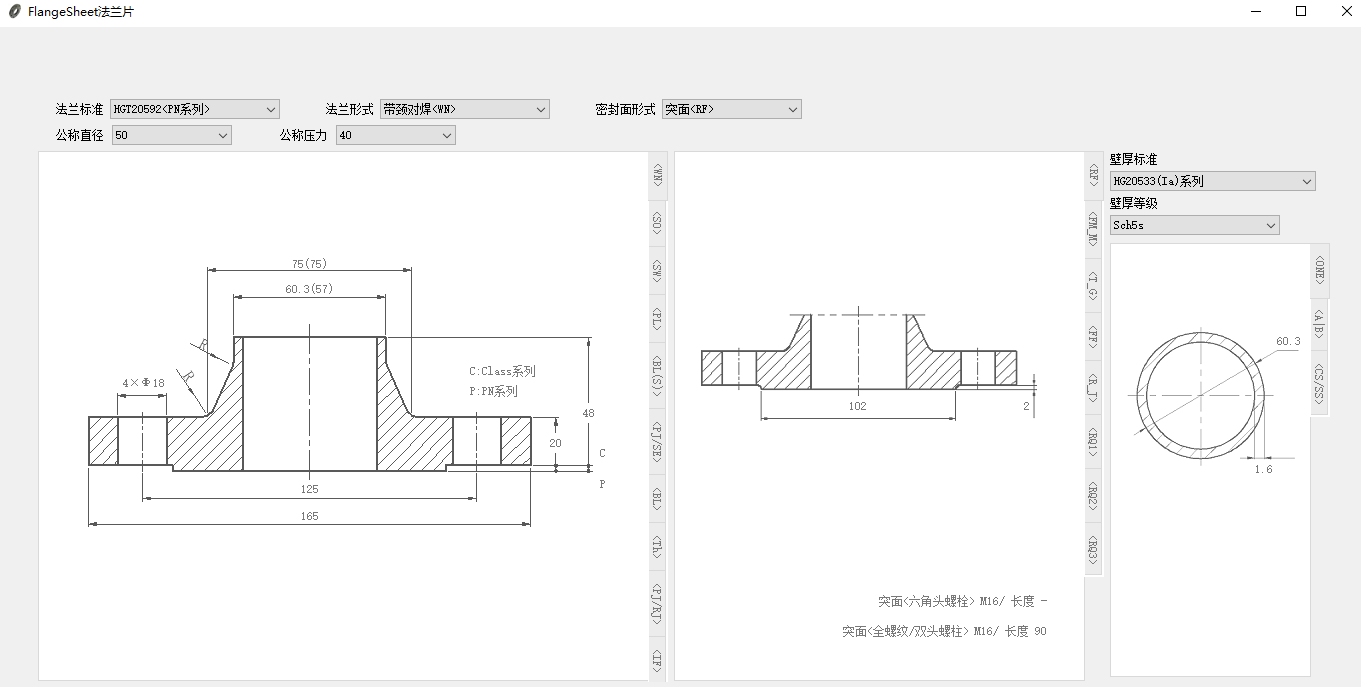 FlangeSheet法兰片
法兰标准 HGT20592<PN系列> 法兰形式 带颈对焊<WN> 密封面形式 突面<RF>
公称直径 50 公称压力 40
75(75)
60.3(57)
R
R
4×Φ18
C:Class系列
P:PN系列
48
20
C
P
125
165
<WN>
<SO>
<SW>
<PL>
<BL(S)>
<PJ/SE>
<BL>
<Th>
<PJ/RJ>
<IF>
102
2
突面<六角头螺栓> M16/ 长度 -
突面<全螺纹/双头螺柱> M16/ 长度 90
<RF>
<FM_M>
<T_G>
<FF>
<R_J>
<RQ1>
<RQ2>
<RQ3>
壁厚标准
HG20533(Ia)系列
壁厚等级
Sch5s
60.3
1.6
<ONE>
<A|B>
<CS/SS>